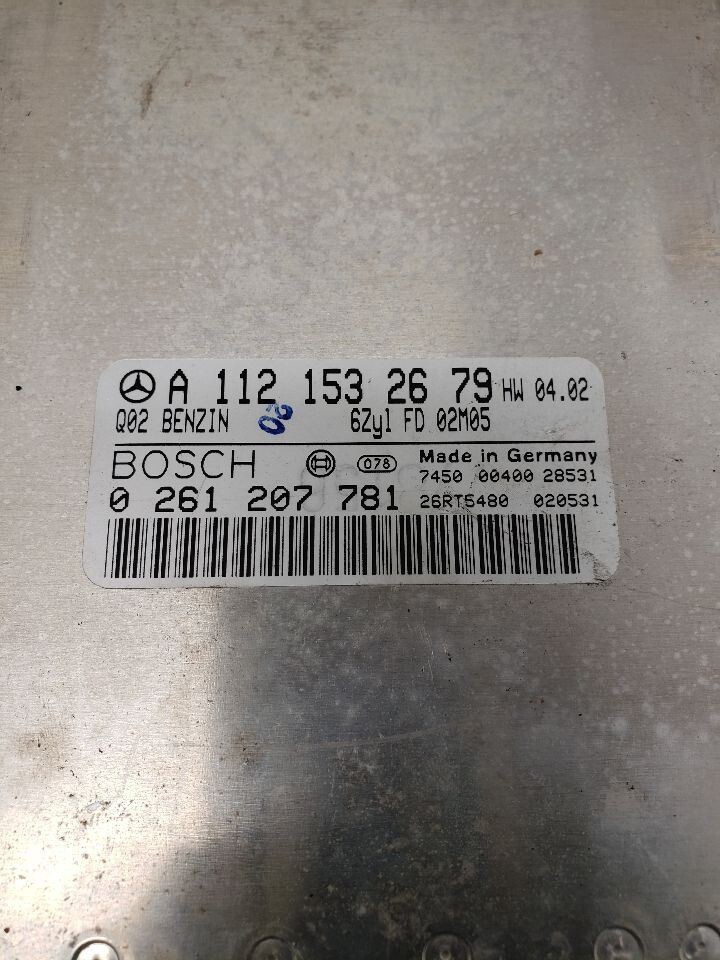 A 112 153 26 79 HW 04.02
Q02 BENZIN 6Zyl FD 02M05
BOSCH 078 Made in Germany
7450 00400 28531
0 261 207 781 26RT5480 020531